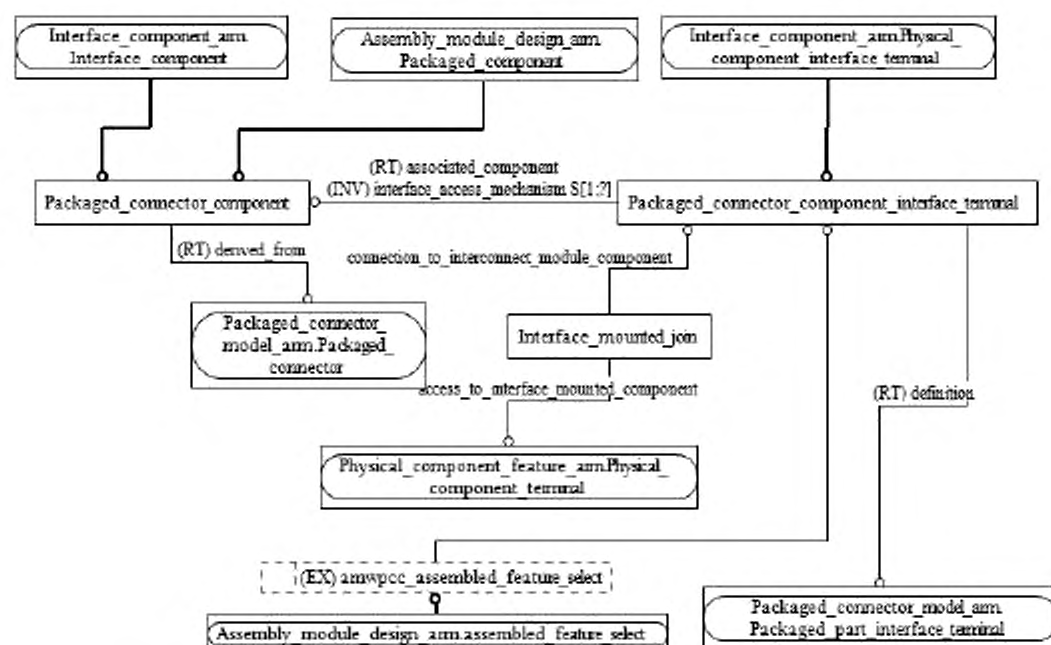 Interface_component_arm.
Interface_component
Assembly_module_design_arm.
Packaged_component
Interface_component_arm.Physical_
component_interface_terminal
(RT) associated_component
(INV) interface_access_mechanism S[1:?]
Packaged_connector_component
Packaged_connector_component_interface_terminal
(RT) derived_from
connection_to_interconnect_module_component
Packaged_connector_
model_arm.Packaged_
connector
Interface_mounted_join
access_to_interface_mounted_component
(RT) definition
Physical_component_feature_arm.Physical_
component_terminal
(EX) amwpcc_assembled_feature_select
Assembly_module_design_arm.assembled_feature_select
Packaged_connector_model_arm.
Packaged_part_interface_terminal